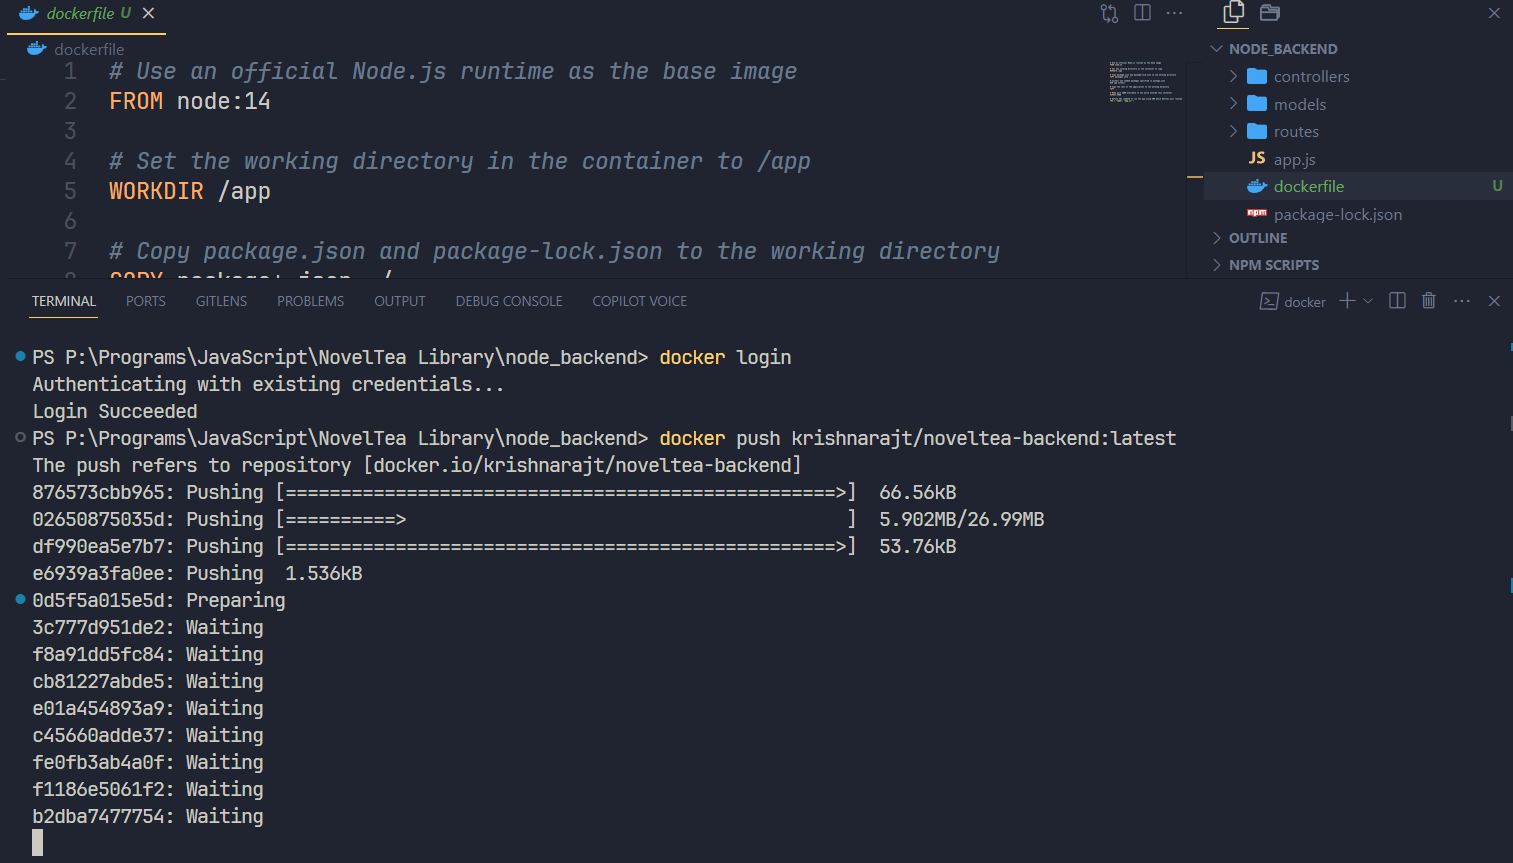 dockerfile U
dockerfile
1 # Use an official Node.js runtime as the base image
2 FROM node:14
3
4 # Set the working directory in the container to /app
5 WORKDIR /app
6
7 # Copy package.json and package-lock.json to the working directory
8 COPY package*.json ./
NODE_BACKEND
controllers
models
routes
JS app.js
dockerfile U
npm package-lock.json
OUTLINE
NPM SCRIPTS
TERMINAL PORTS GITLENS PROBLEMS OUTPUT DEBUG CONSOLE COPILOT VOICE docker
PS P:\Programs\JavaScript\NovelTea Library\node_backend> docker login
Authenticating with existing credentials...
Login Succeeded
PS P:\Programs\JavaScript\NovelTea Library\node_backend> docker push krishnarajt/noveltea-backend:latest
The push refers to repository [docker.io/krishnarajt/noveltea-backend]
876573cbb965: Pushing [==================================================>] 66.56kB
02650875035d: Pushing [==========>                                        ] 5.902MB/26.99MB
df990ea5e7b7: Pushing [==================================================>] 53.76kB
e6939a3fa0ee: Pushing 1.536kB
0d5f5a015e5d: Preparing
3c777d951de2: Waiting
f8a91dd5fc84: Waiting
cb81227abde5: Waiting
e01a454893a9: Waiting
c45660adde37: Waiting
fe0fb3ab4a0f: Waiting
f1186e5061f2: Waiting
b2dba7477754: Waiting